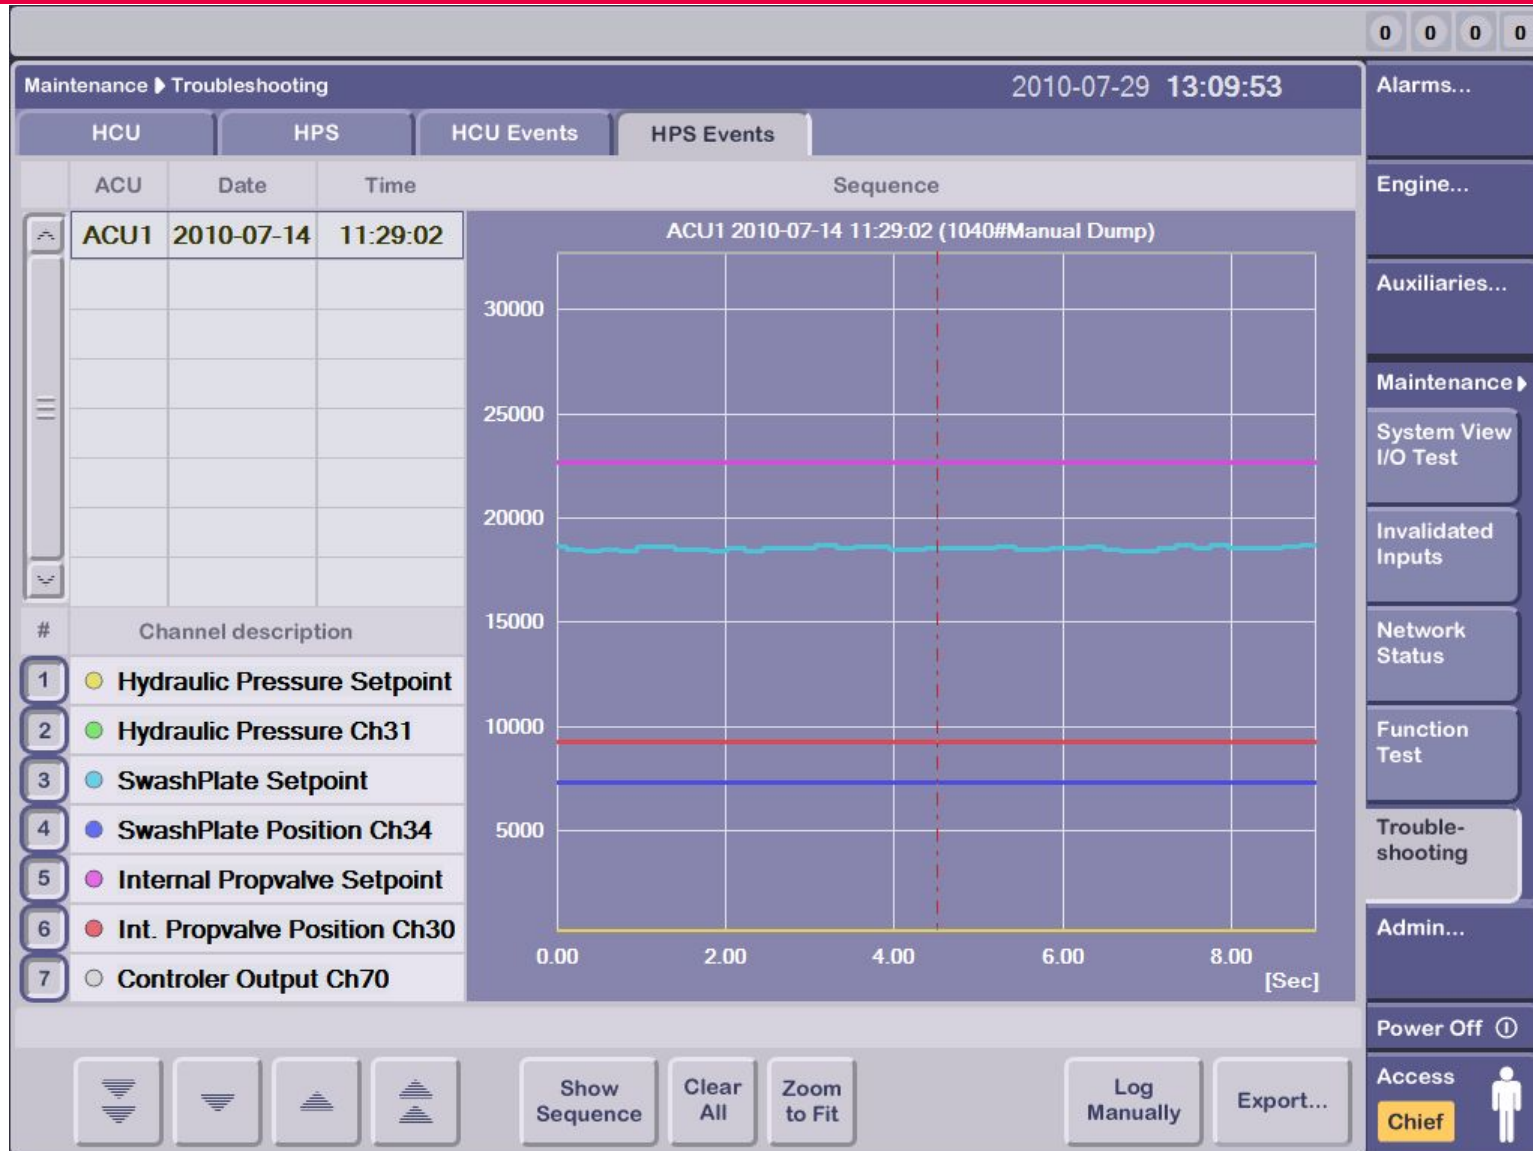 0 0 0 0
Maintenance Troubleshooting 2010-07-29 13:09:53
HCU HPS HCU Events HPS Events
ACU Date Time Sequence
ACU1 2010-07-14 11:29:02
ACU1 2010-07-14 11:29:02 (1040#Manual Dump)
30000
25000
20000
15000
10000
5000
0.00 2.00 4.00 6.00 8.00
[Sec]
# Channel description
1 Hydraulic Pressure Setpoint
2 Hydraulic Pressure Ch31
3 SwashPlate Setpoint
4 SwashPlate Position Ch34
5 Internal Propvalve Setpoint
6 Int. Propvalve Position Ch30
7 Controler Output Ch70
Show
Sequence
Clear
All
Zoom
to Fit
Log
Manually
Export...
Alarms...
Engine...
Auxiliaries...
Maintenance
System View
I/O Test
Invalidated
Inputs
Network
Status
Function
Test
Trouble-
shooting
Admin...
Power Off
Access
Chief